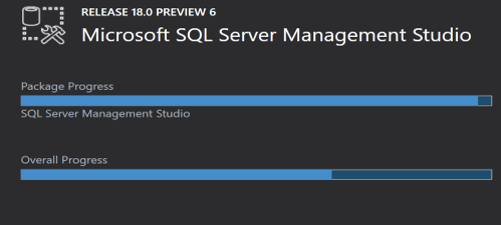 RELEASE 18.0 PREVIEW 6
Microsoft SQL Server Management Studio
Package Progress
SQL Server Management Studio
Overall Progress